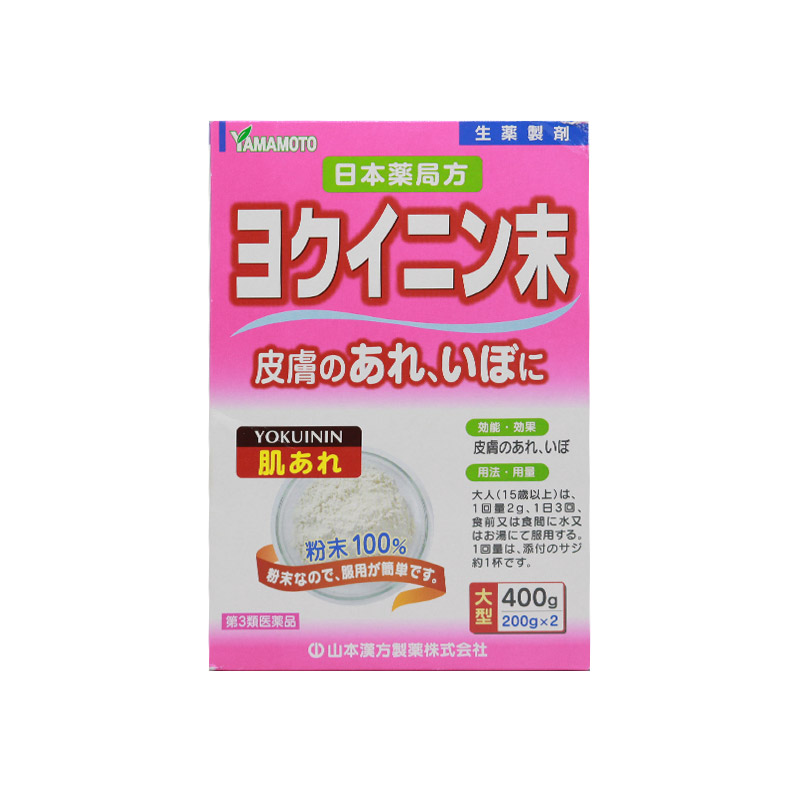 YAMAMOTO
生薬製剤
日本薬局方
ヨクイニン末
皮膚のあれ、いぼに
YOKUININ
肌あれ
粉末100%
粉末なので、服用が簡単です。
効能・効果
皮膚のあれ、いぼ
用法・用量
大人(15歳以上)は、
1回量2g、1日3回、
食前又は食間に水又
はお湯にて服用する。
1回量は、添付のサジ
約1杯です。
大型
400g
200g×2
第3類医薬品
山本漢方製薬株式会社